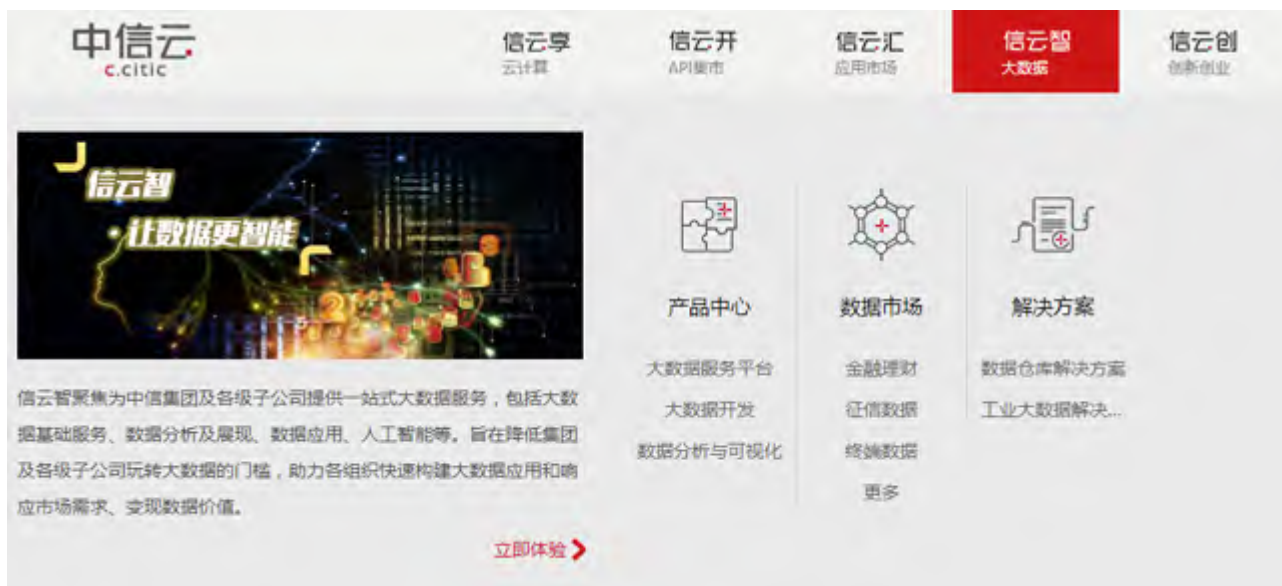 中信云
c.citic
信云享
云计算
信云开
API集市
信云汇
应用市场
信云智
大数据
信云创
创新创业
信云智
让数据更智能
信云智聚焦为中信集团及各级子公司提供一站式大数据服务，包括大数
据基础服务、数据分析及展现、数据应用、人工智能等。旨在降低集团
及各级子公司玩转大数据的门槛，助力各组织快速构建大数据应用和响
应市场需求、变现数据价值。
立即体验
产品中心
大数据服务平台
大数据开发
数据分析与可视化
数据市场
金融理财
征信数据
终端数据
更多
解决方案
数据仓库解决方案
工业大数据解决...